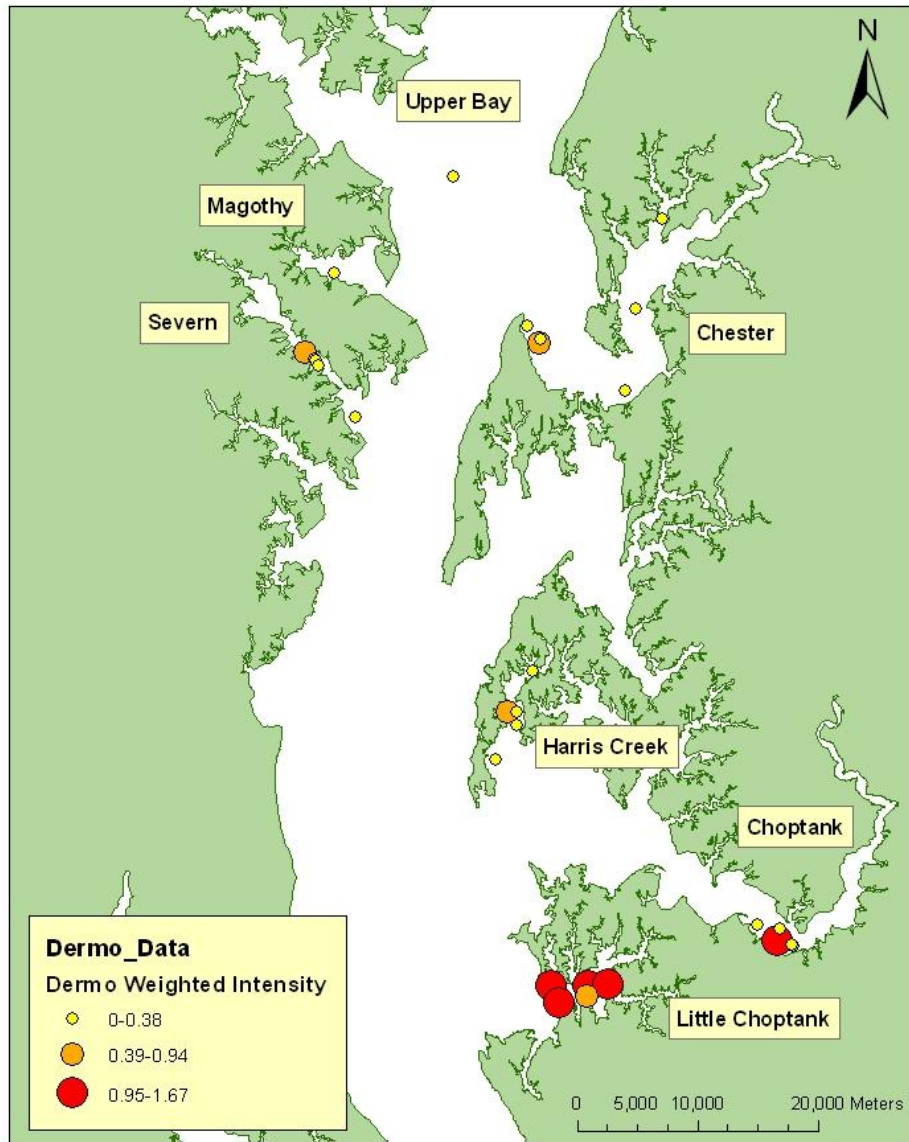 N
Upper Bay
Magothy
Severn
Chester
Harris Creek
Choptank
Little Choptank
Dermo_Data
Dermo Weighted Intensity
0-0.38
0.39-0.94
0.95-1.67
0 5,000 10,000 20,000 Meters